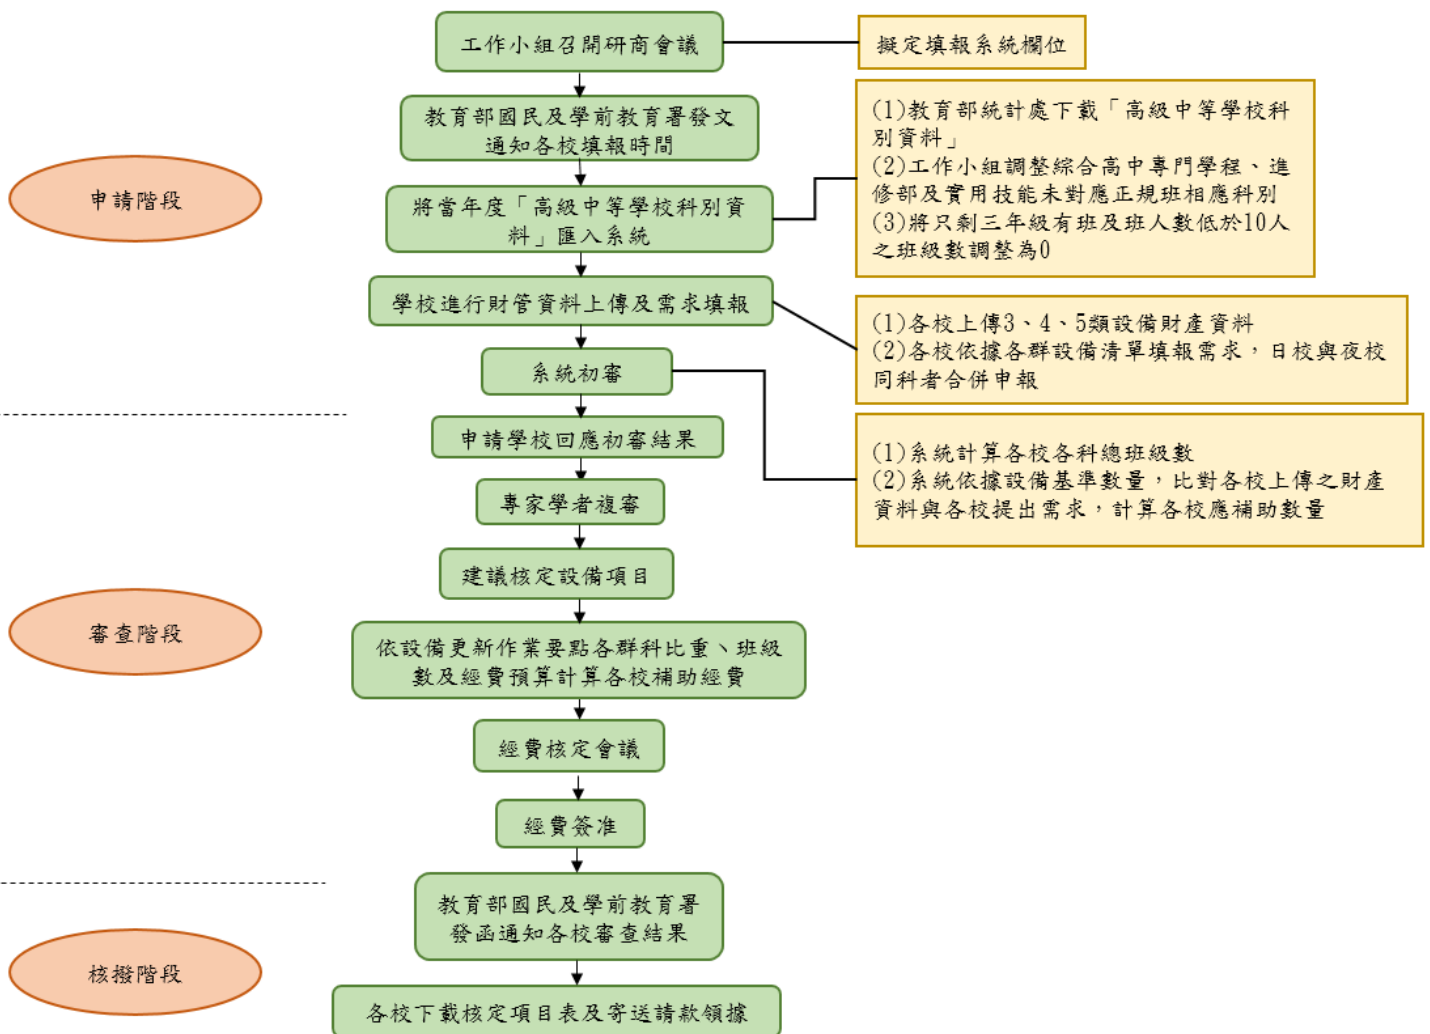 工作小組召開研商會議
擬定填報系統欄位
教育部國民及學前教育署發文
通知各校填報時間
(1)教育部統計處下載「高級中等學校科
別資料」
(2)工作小組調整綜合高中專門學程、進
修部及實用技能未對應正規班相應科別
(3)將只剩三年級有班及班人數低於10人
之班級數調整為0
申請階段
將當年度「高級中等學校科別資
料」匯入系統
學校進行財管資料上傳及需求填報
(1)各校上傳3、4、5類設備財產資料
(2)各校依據各群設備清單填報需求，日校與夜校
同科者合併申報
系統初審
(1)系統計算各校各科總班級數
(2)系統依據設備基準數量，比對各校上傳之財產
資料與各校提出需求，計算各校應補助數量
申請學校回應初審結果
專家學者複審
建議核定設備項目
審查階段
依設備更新作業要點各群科比重、班級
數及經費預算計算各校補助經費
經費核定會議
經費簽准
教育部國民及學前教育署
發函通知各校審查結果
核撥階段
各校下載核定項目表及寄送請款領據